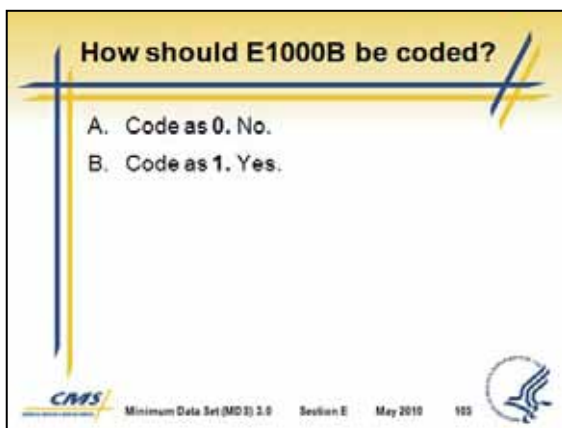 How should E1000B be coded?
A. Code as 0. No.
B. Code as 1. Yes.
CMS Minimum Data Set (MDS) 3.0 Section E May 2010 103